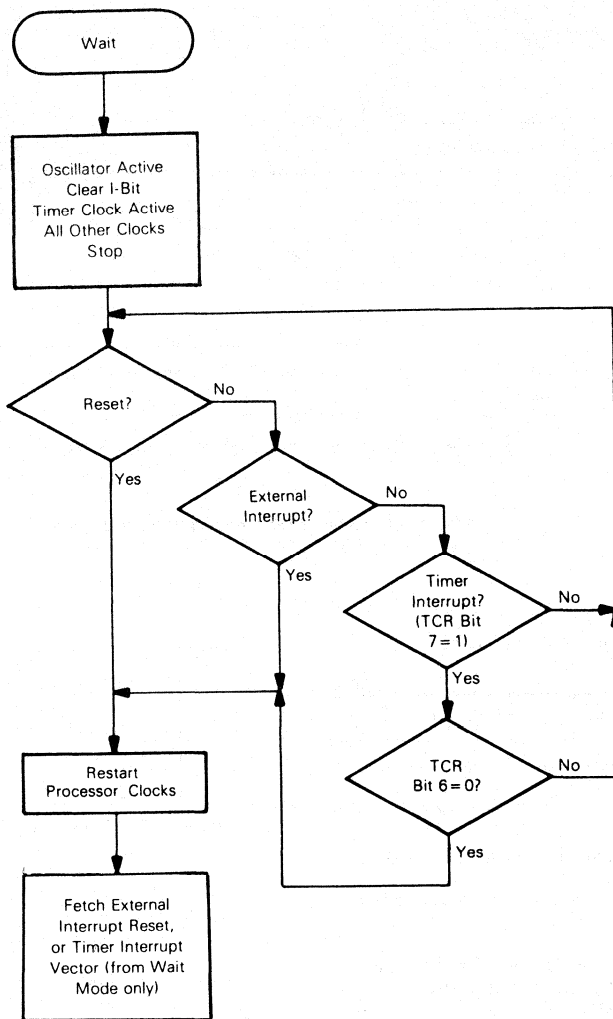 Wait
Oscillator Active
Clear I-Bit
Timer Clock Active
All Other Clocks
Stop
Reset?
No
Yes
External
Interrupt?
No
Yes
Timer
Interrupt?
(TCR Bit
7=1)
No
Yes
TCR
Bit 6=0?
No
Yes
Restart
Processor Clocks
Fetch External
Interrupt Reset,
or Timer Interrupt
Vector (from Wait
Mode only)